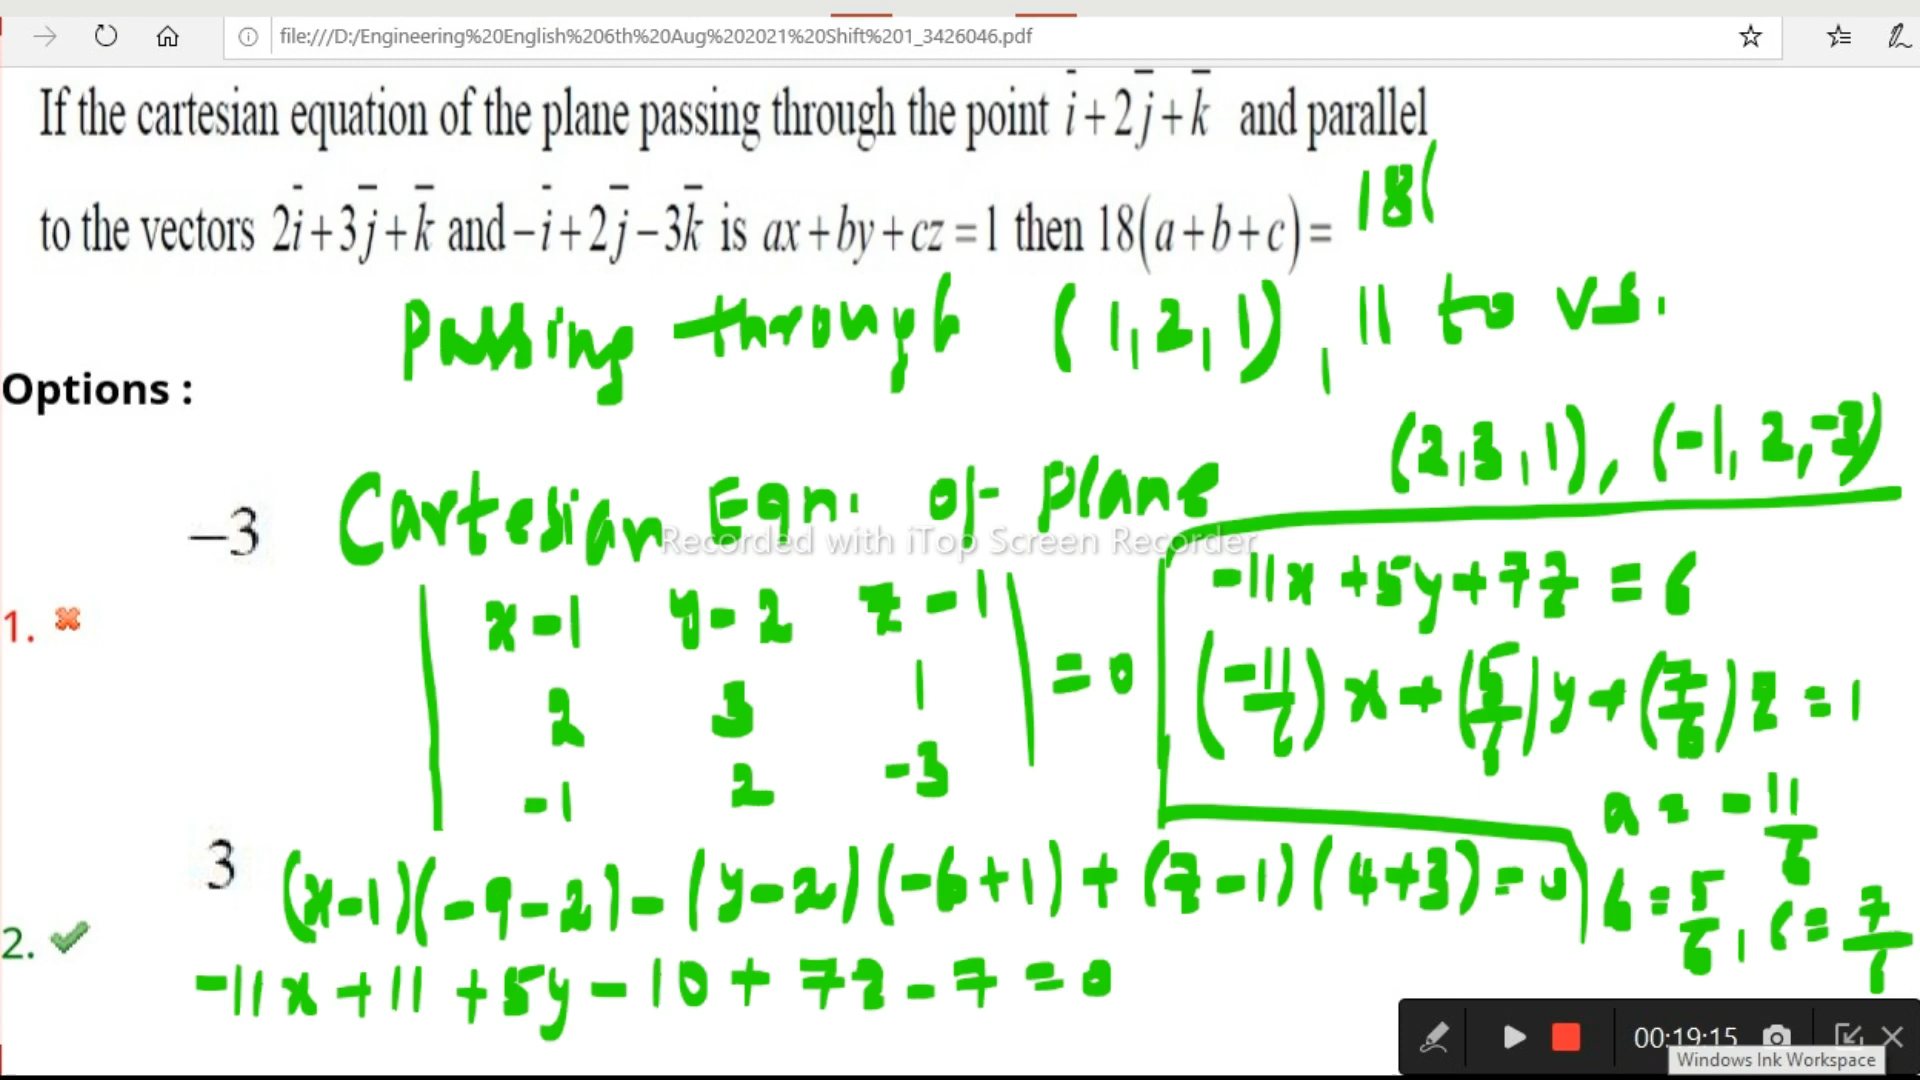 file:///D:/Engineering%20English%206th%20Aug%202021%20Shift%201_3426046.pdf
If the cartesian equation of the plane passing through the point i̅+2j̅+k̅ and parallel
to the vectors 2i̅+3j̅+k̅ and −i̅+2j̅−3k̅ is ax+by+cz=1 then 18(a+b+c)= 18(
Passing through (1,2,1), || to vs.
Options :
(2,3,1), (-1,2,-3)
−3 Cartesian Eqn. of plane
Recorded with iTop Screen Recorder
-11x+5y+7z=6
x-1 y-2 z-1
1.
2 3 1 =0
(-11/6)x+(5/6)y+(7/6)z=1
-1 2 -3
a = -11/6
3 (x-1)(-9-2)-(y-2)(-6+1)+(z-1)(4+3)=0
b=5/6, c=7/6
2.
-11x+11+5y-10+7z-7=0
00:19:15
Windows Ink Workspace